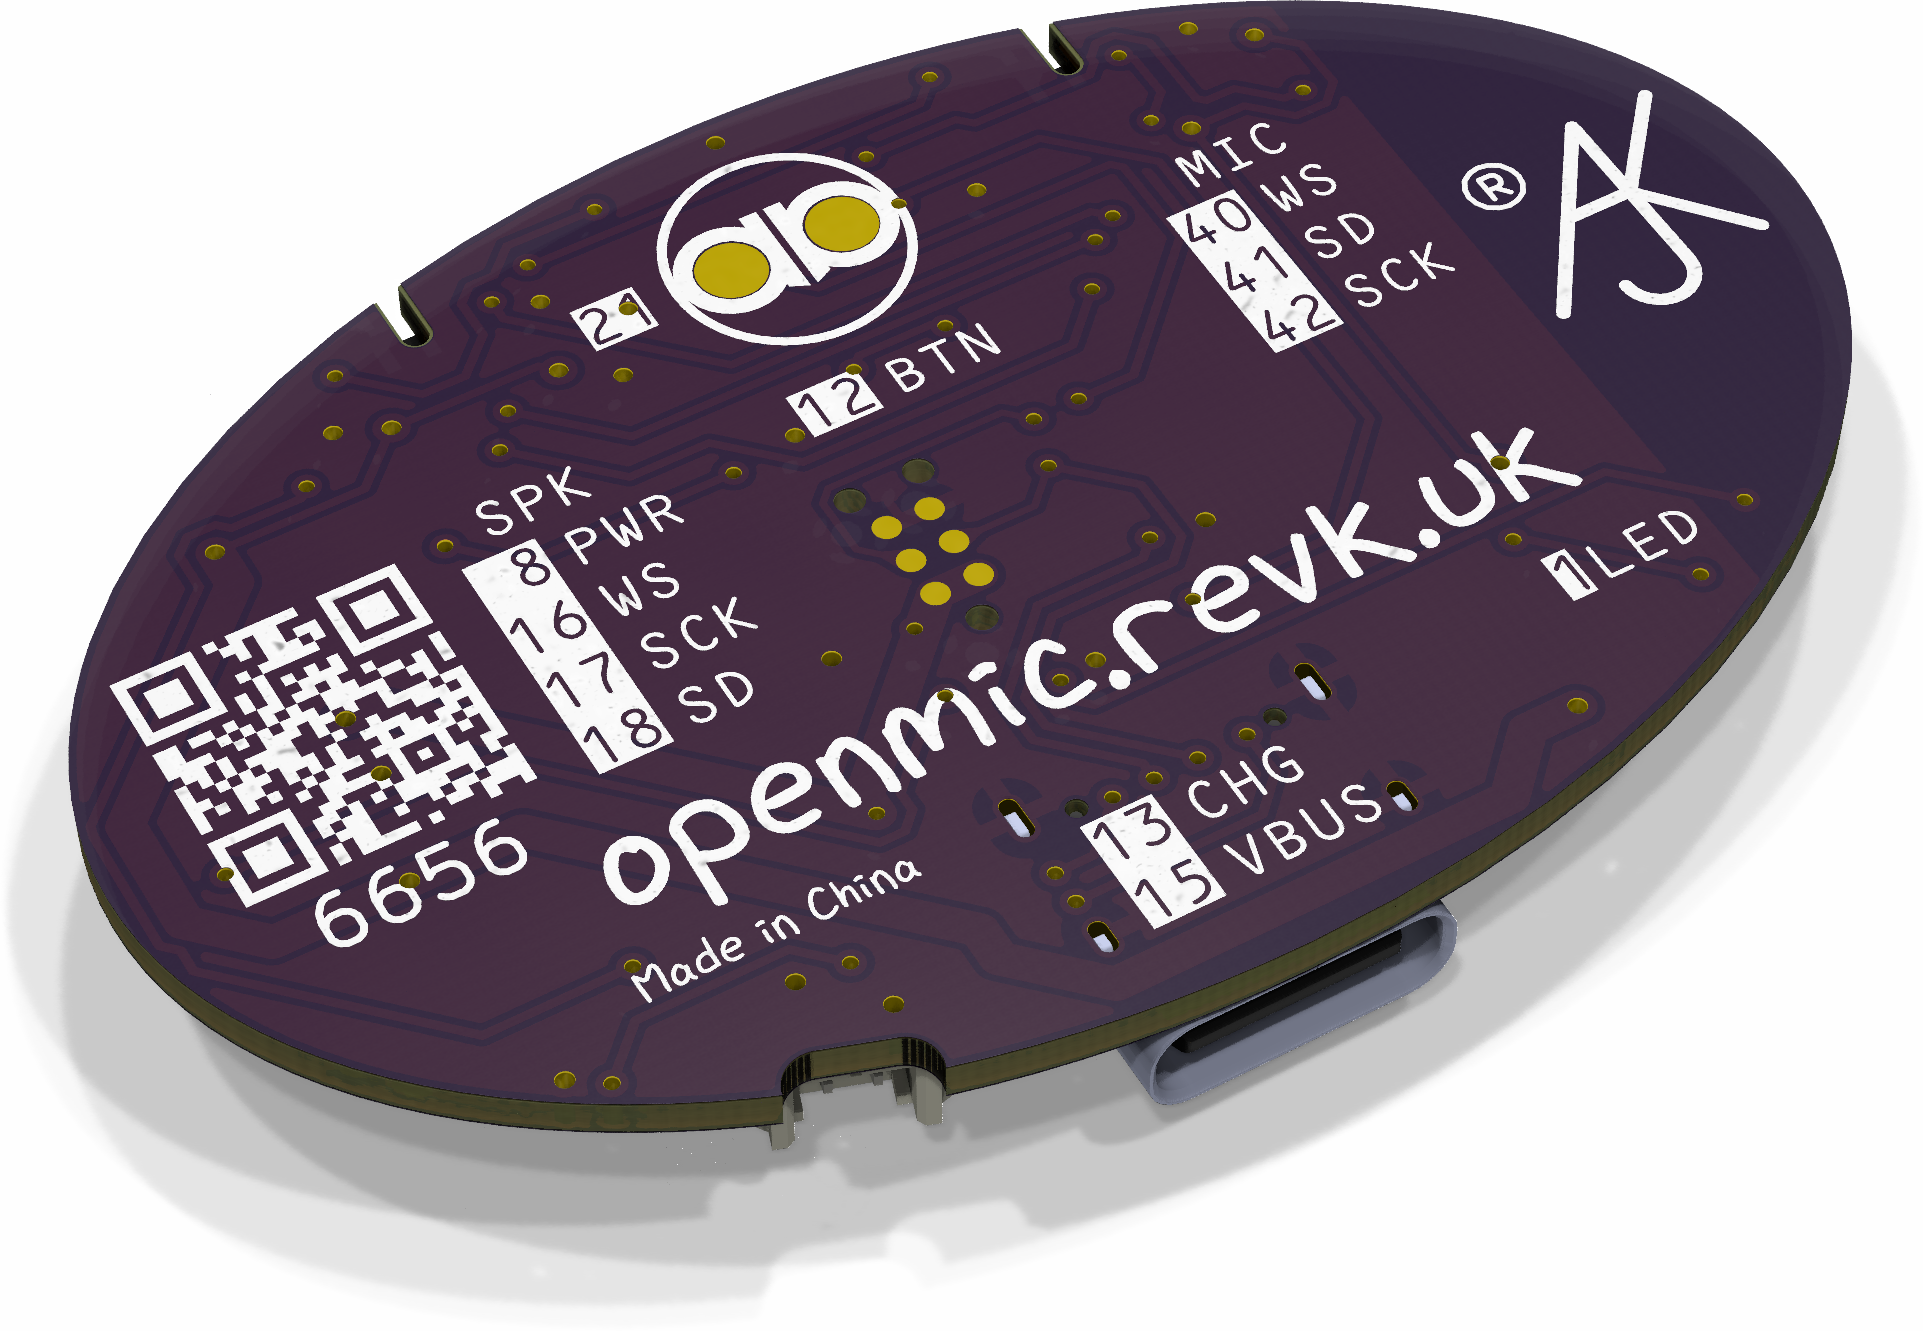 MIC
40 WS
41 SD
42 SCK
® AJK
21
12 BTN
SPK
8 PWR
16 WS
17 SCK
18 SD
6656
openmic.revk.uk
1 LED
13 CHG
15 VBUS
Made in China